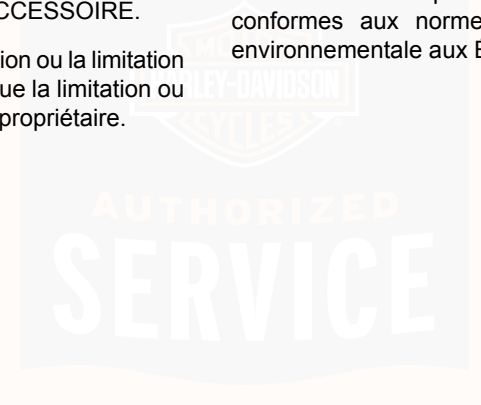 CCESSOIRE.
ion ou la limitation
ue la limitation ou
propriétaire.
conformes aux norme
environnementale aux É
MOTOR
HARLEY-DAVIDSON
CYCLES
AUTHORIZED
SERVICE